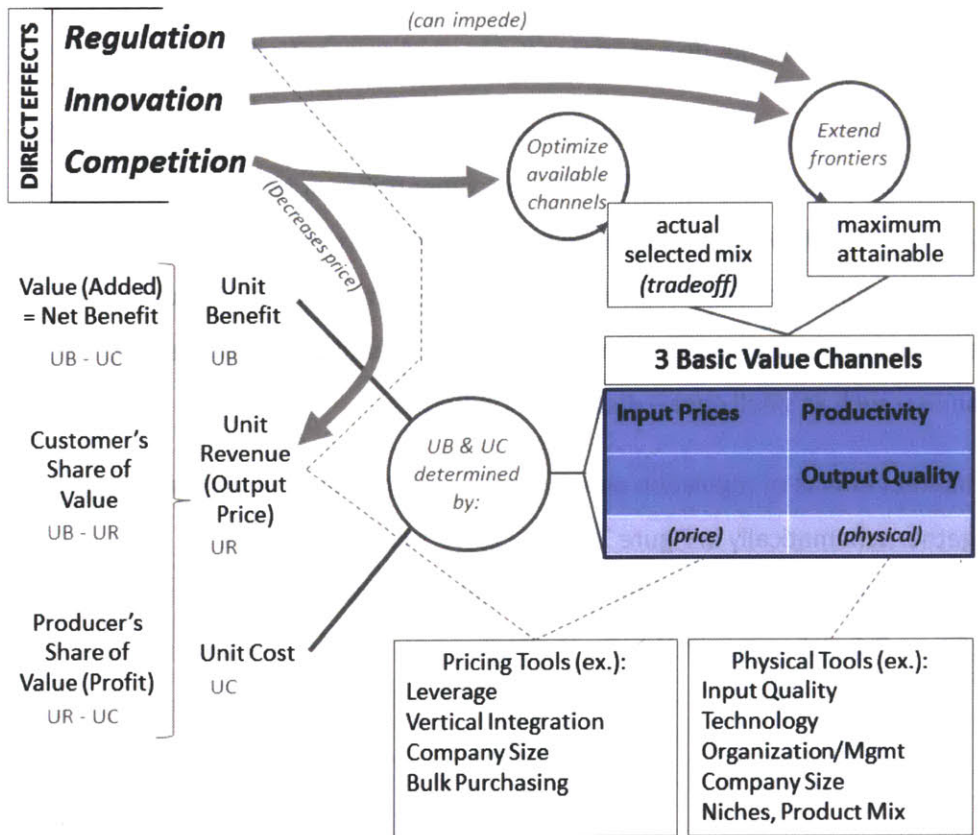 DIRECT EFFECTS
Regulation
(can impede)
Innovation
Competition
(Decreases price)
Optimize
available
channels
Extend
frontiers
actual
selected mix
(tradeoff)
maximum
attainable
Value (Added)
= Net Benefit
UB - UC
Customer's
Share of
Value
UB - UR
Producer's
Share of
Value (Profit)
UR - UC
Unit
Benefit
UB
Unit
Revenue
(Output
Price)
UR
Unit Cost
UC
UB & UC
determined
by:
3 Basic Value Channels
Input Prices
Productivity
Output Quality
(price)
(physical)
Pricing Tools (ex.):
Leverage
Vertical Integration
Company Size
Bulk Purchasing
Physical Tools (ex.):
Input Quality
Technology
Organization/Mgmt
Company Size
Niches, Product Mix